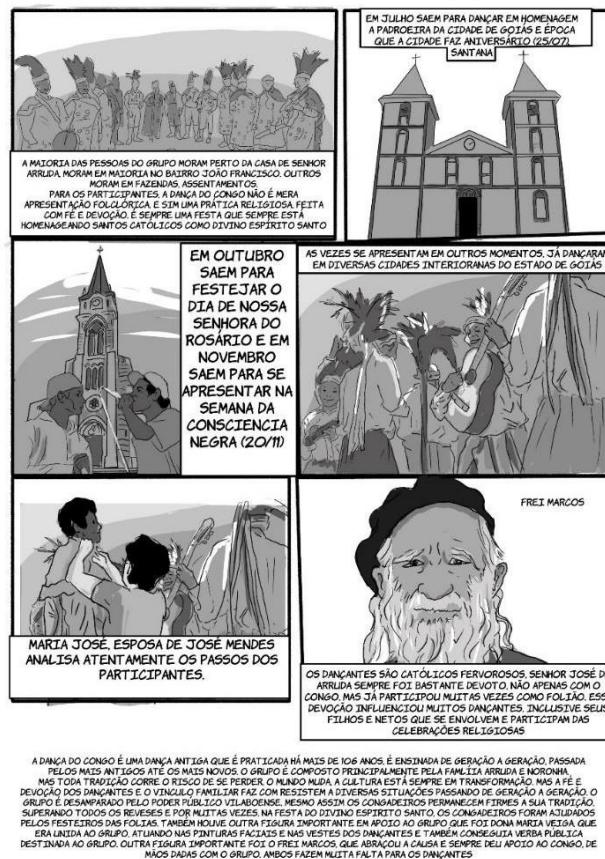 A MAIORIA DAS PESSOAS DO GRUPO MORAM PERTO DA CASA DE SENHOR
ARRUDA, MORAM EM MAIORIA NO BAIRRO JOÃO FRANCISCO. OUTROS
MORAM EM FAZENDAS, ASSENTAMENTOS.
PARA OS PARTICIPANTES, A DANÇA DO CONGO NÃO É MERA
APRESENTAÇÃO FOLCLÓRICA, E SIM UMA PRÁTICA RELIGIOSA, FEITA
COM FÉ E DEVOÇÃO. É SEMPRE UMA FESTA QUE SEMPRE ESTÁ
HOMENAGEANDO SANTOS CATÓLICOS COMO DIVINO ESPÍRITO SANTO
EM JULHO SAEM PARA DANÇAR EM HOMENAGEM
A PADROEIRA DA CIDADE DE GOIÁS E ÉPOCA
QUE A CIDADE FAZ ANIVERSÁRIO (25/07)
SANTANA
EM OUTUBRO
SAEM PARA
FESTEJAR O
DIA DE NOSSA
SENHORA DO
ROSÁRIO E EM
NOVEMBRO
SAEM PARA SE
APRESENTAR NA
SEMANA DA
CONSCIENCIA
NEGRA (20/11)
AS VEZES SE APRESENTAM EM OUTROS MOMENTOS, JÁ DANÇARAM
EM DIVERSAS CIDADES INTERIORANAS DO ESTADO DE GOIÁS
MARIA JOSÉ, ESPOSA DE JOSÉ MENDES
ANALISA ATENTAMENTE OS PASSOS DOS
PARTICIPANTES.
FREI MARCOS
OS DANÇANTES SÃO CATÓLICOS FERVOROSOS, SENHOR JOSÉ DE
ARRUDA SEMPRE FOI BASTANTE DEVOTO, NÃO APENAS COM O
CONGO, MAS JÁ PARTICIPOU MUITAS VEZES COMO FOLIÃO. ESSA
DEVOÇÃO INFLUENCIOU MUITOS DANÇANTES. INCLUSIVE SEUS
FILHOS E NETOS QUE SE ENVOLVEM E PARTICIPAM DAS
CELEBRAÇÕES RELIGIOSAS
A DANÇA DO CONGO É UMA DANÇA ANTIGA QUE É PRATICADA HÁ MAIS DE 106 ANOS. É ENSINADA DE GERAÇÃO A GERAÇÃO, PASSADA
PELOS MAIS ANTIGOS ATÉ OS MAIS NOVOS. O GRUPO É COMPOSTO PRINCIPALMENTE PELA FAMÍLIA ARRUDA E NORONHA.
MAS TODA TRADIÇÃO CORRE O RISCO DE SE PERDER. O MUNDO MUDA, A CULTURA ESTÁ SEMPRE EM TRANSFORMAÇÃO. MAS A FÉ E
DEVOÇÃO DOS DANÇANTES E O VINCULO FAMILIAR FAZ COM RESISTEM A DIVERSAS SITUAÇÕES PASSANDO DE GERAÇÃO A GERAÇÃO. O
GRUPO É DESAMPARADO PELO PODER PÚBLICO VILABOENSE, MESMO ASSIM OS CONGADEIROS PERMANECEM FIRMES A SUA TRADIÇÃO,
SUPERANDO TODOS OS REVESES E POR MUITAS VEZES, NA FESTA DO DIVINO ESPÍRITO SANTO, OS CONGADEIROS FORAM AJUDADOS
PELOS FESTEIROS DAS FOLIAS. TAMBÉM HOUVE OUTRA FIGURA IMPORTANTE EM APOIO AO GRUPO QUE FOI DONA MARIA VEIGA, QUE
ERA UNIDA AO GRUPO, ATUANDO NAS PINTURAS FACIAIS E NAS VESTES DOS DANÇANTES E TAMBÉM CONSEGUIA VERBA PÚBLICA
DESTINADA AO GRUPO. OUTRA FIGURA IMPORTANTE FOI O FREI MARCOS, QUE ABRAÇOU A CAUSA E SEMPRE DEU APOIO AO CONGO, DE
MÃOS DADAS COM O GRUPO. AMBOS FAZEM MUITA FALTA PARA OS DANÇANTES